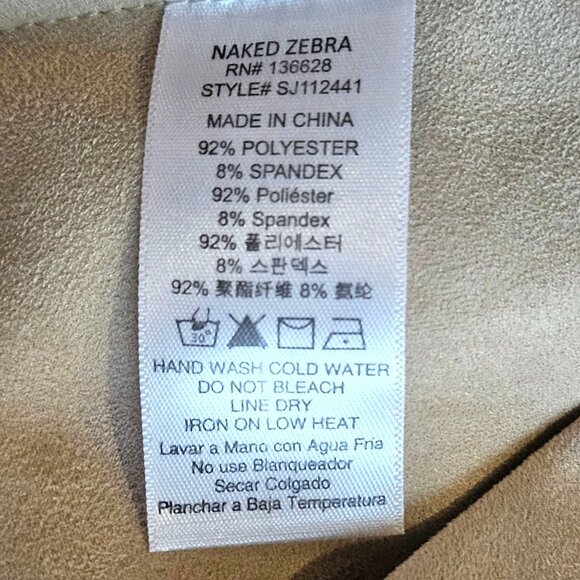 NAKED ZEBRA
RN# 136628
STYLE# SJ112441
MADE IN CHINA
92% POLYESTER
8% SPANDEX
92% Poliéster
8% Spandex
92% 폴리에스터
8% 스판덱스
92% 聚酯纤维 8% 氨纶
30°
HAND WASH COLD WATER
DO NOT BLEACH
LINE DRY
IRON ON LOW HEAT
Lavar a Mano con Agua Fria
No use Blanqueador
Secar Colgado
Planchar a Baja Temperatura